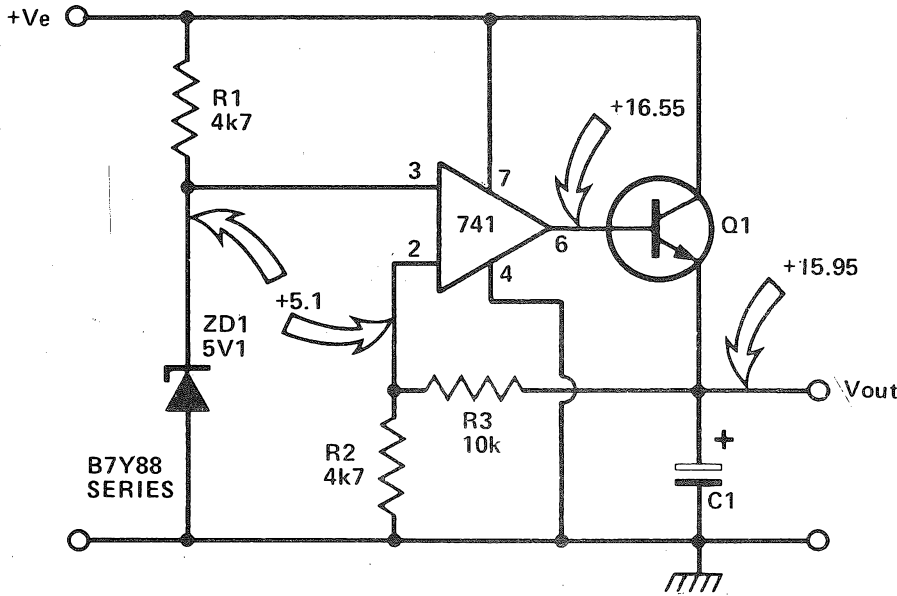 +Ve
R1
4k7
3
7
741
6
+16.55
Q1
2
4
+5.1
+15.95
ZD1
5V1
R3
10k
Vout
R2
4k7
+
C1
B7Y88
SERIES